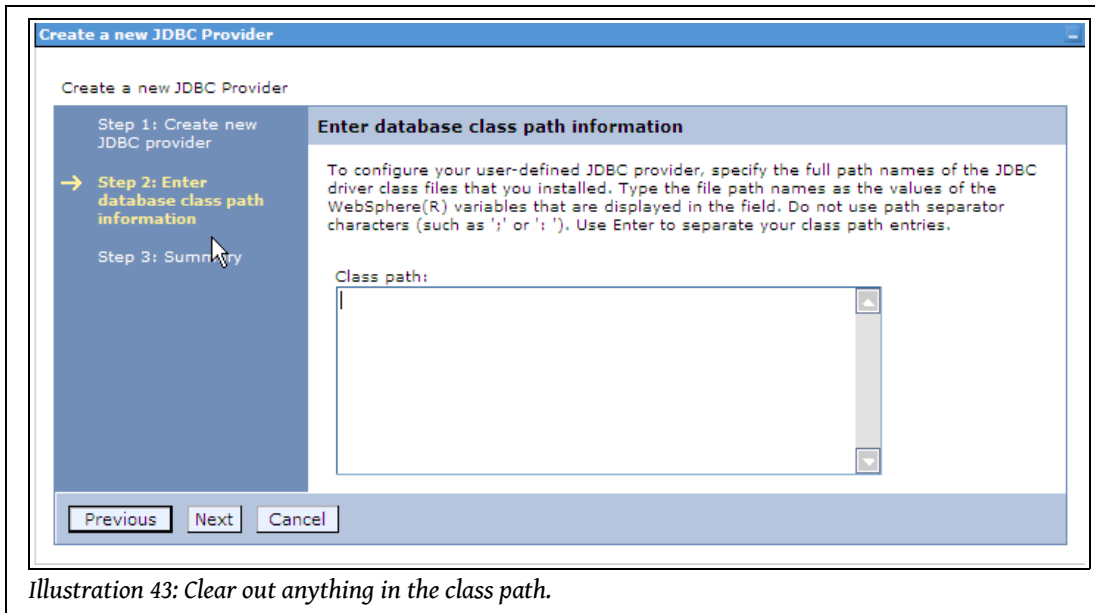 Create a new JDBC Provider
Create a new JDBC Provider
Step 1: Create new
JDBC provider
Step 2: Enter
database class path
information
Step 3: Summary
Enter database class path information
To configure your user-defined JDBC provider, specify the full path names of the JDBC
driver class files that you installed. Type the file path names as the values of the
WebSphere(R) variables that are displayed in the field. Do not use path separator
characters (such as ';' or ': '). Use Enter to separate your class path entries.
Class path:
Previous Next Cancel
Illustration 43: Clear out anything in the class path.